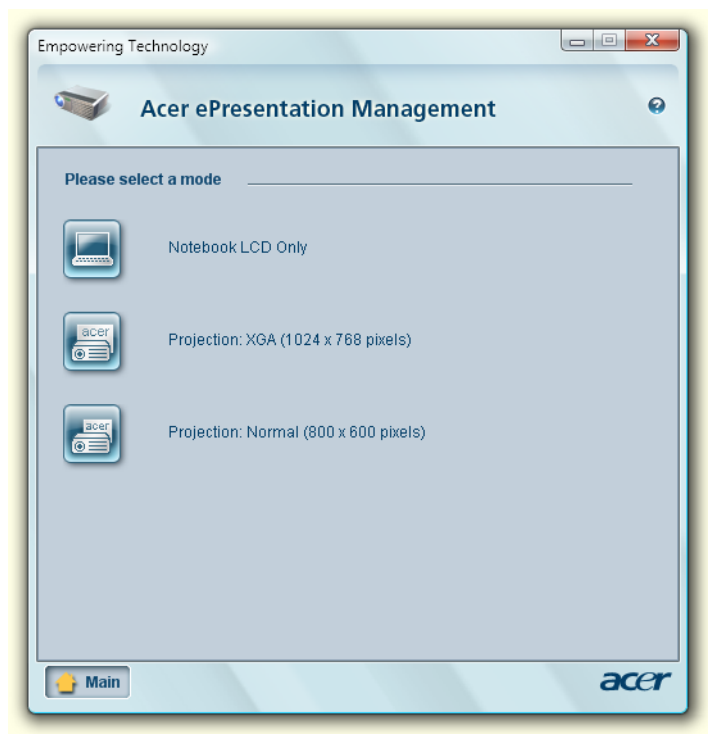 Empowering Technology
Acer ePresentation Management
Please select a mode
Notebook LCD Only
acer
Projection: XGA (1024 x 768 pixels)
acer
Projection: Normal (800 x 600 pixels)
Main
acer